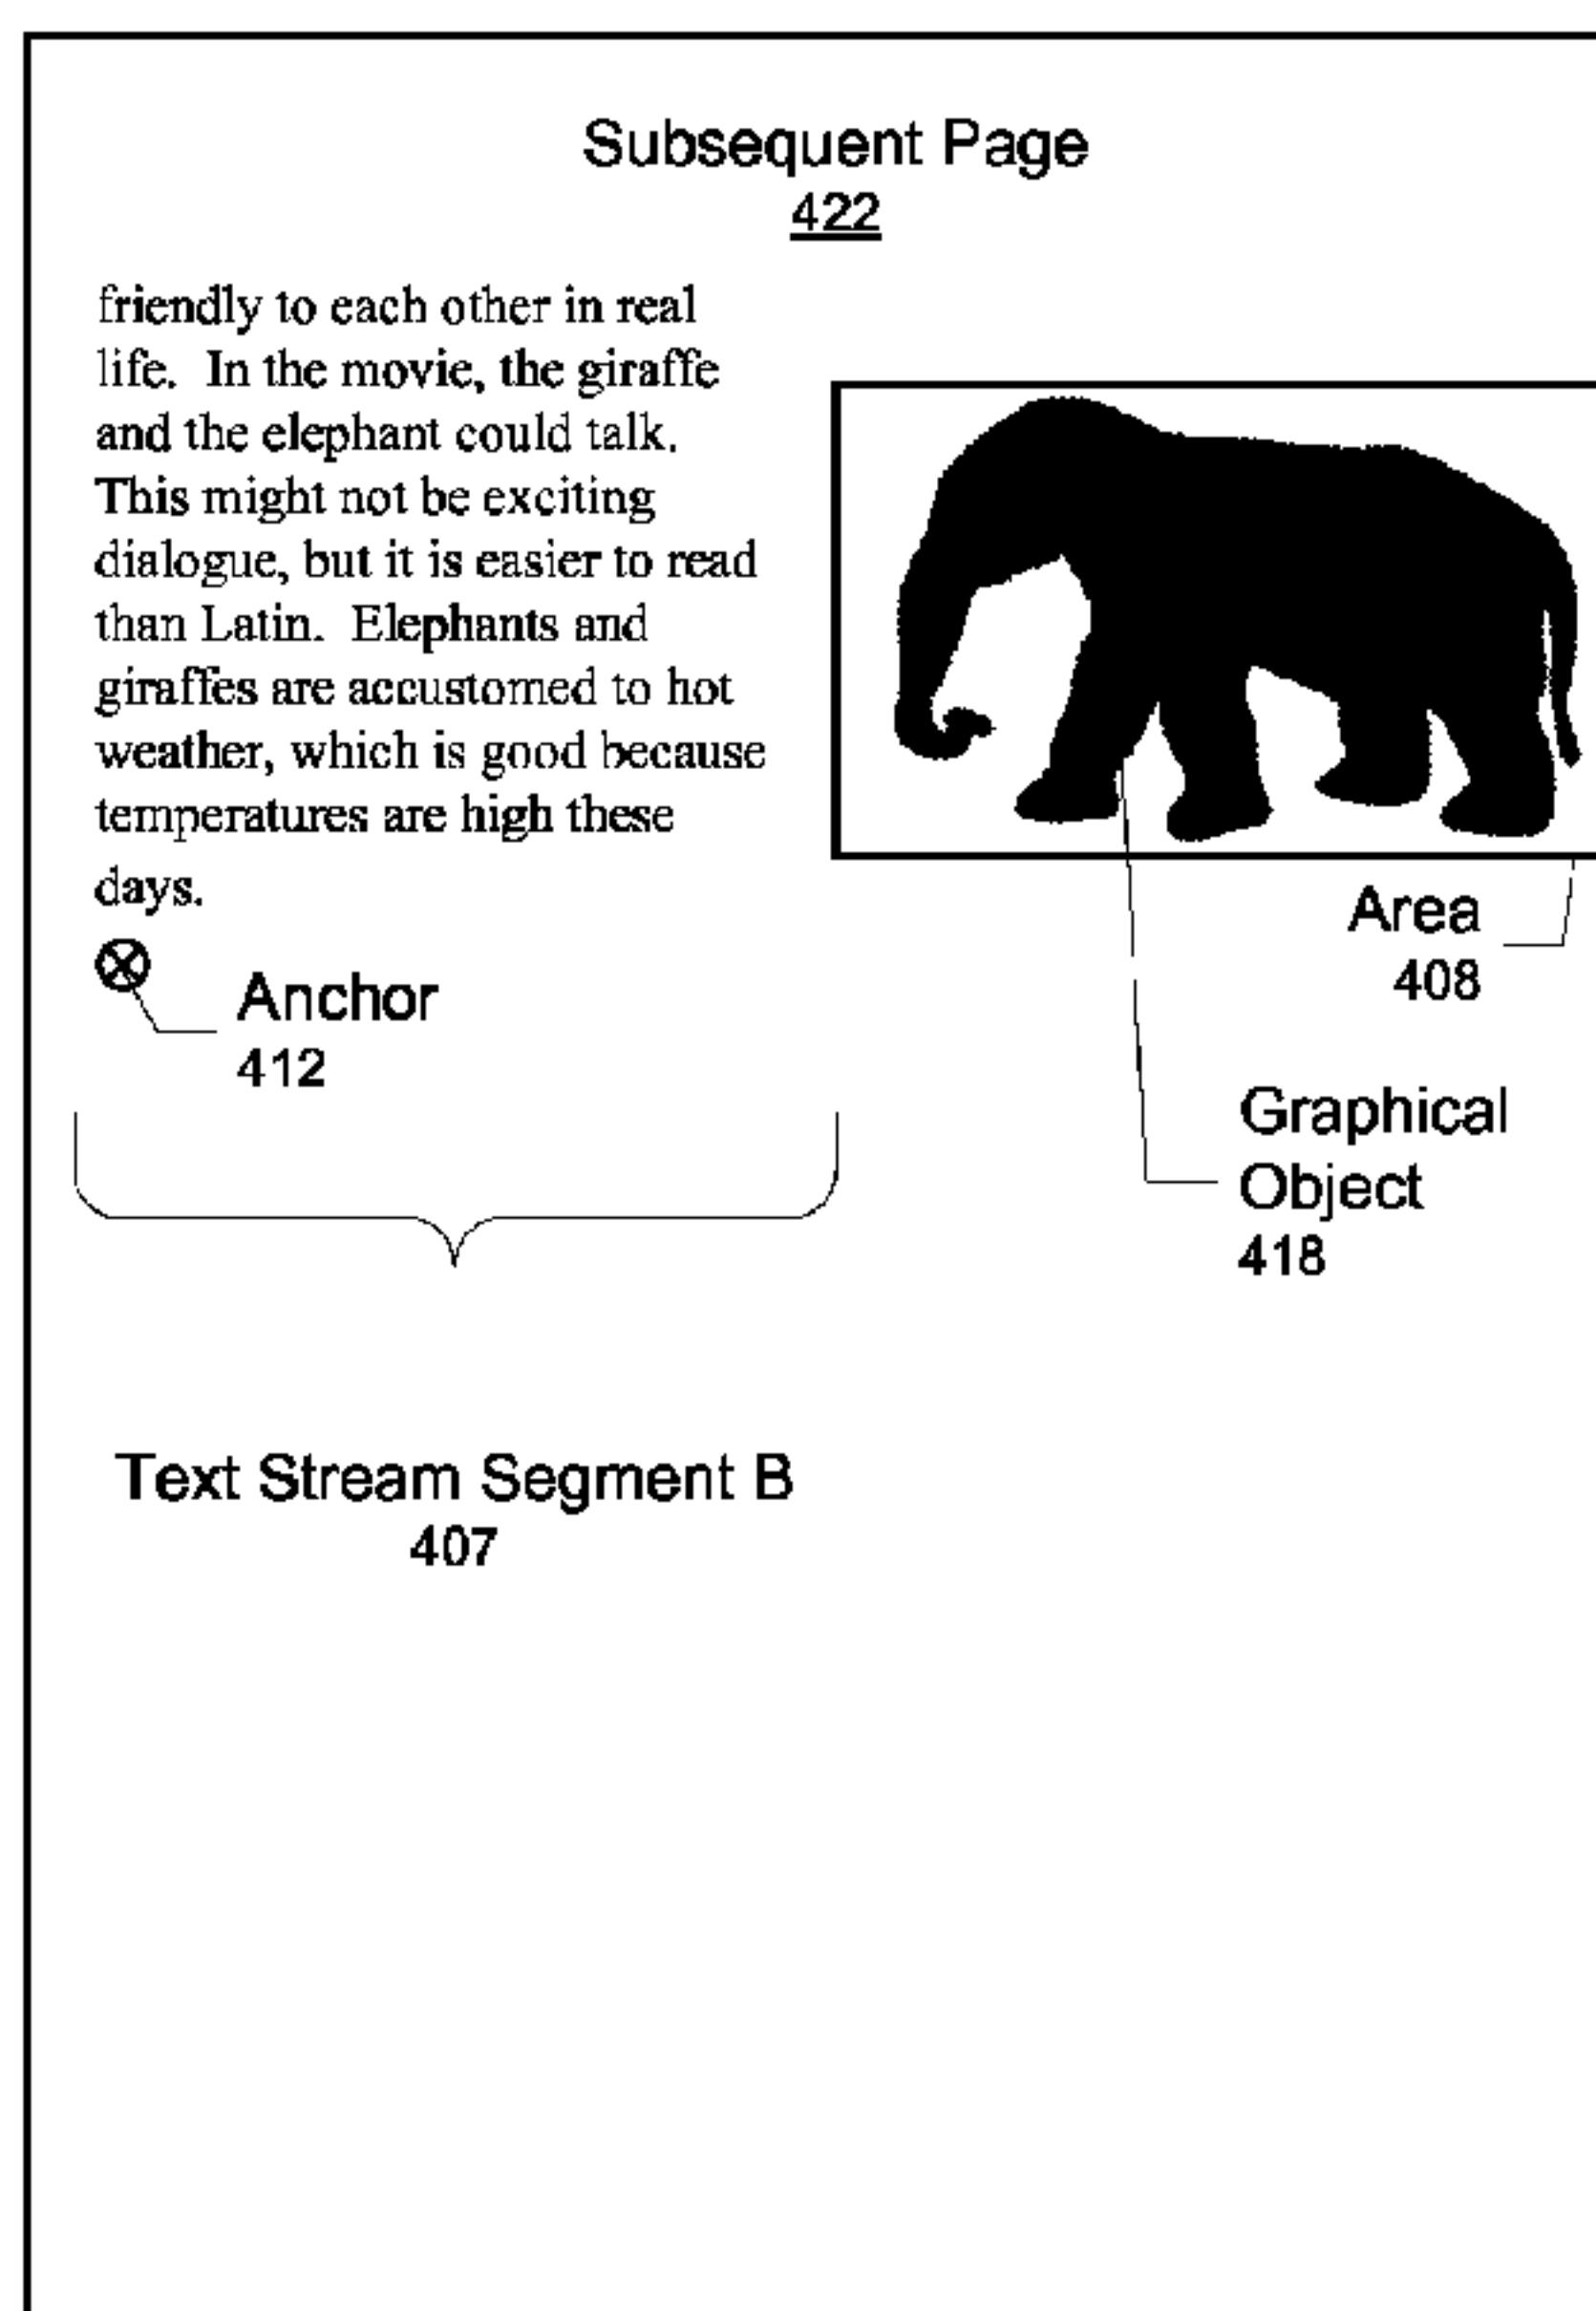 Subsequent Page
422
friendly to each other in real
life.  In the movie, the giraffe
and the elephant could talk.
This might not be exciting
dialogue, but it is easier to read
than Latin.  Elephants and
giraffes are accustomed to hot
weather, which is good because
temperatures are high these
days.
Anchor
412
Area
408
Graphical
Object
418
Text Stream Segment B
407